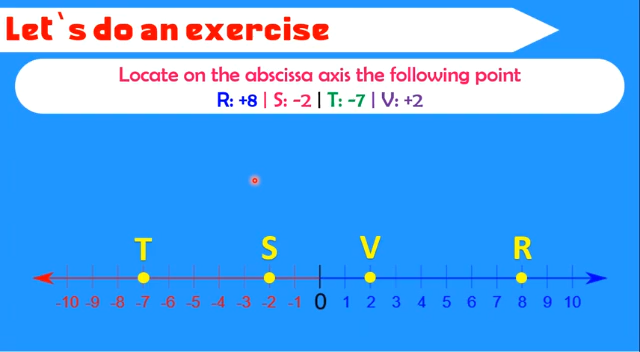 Let`s do an exercise
Locate on the abscissa axis the following point
R: +8 | S: -2 | T: -7 | V: +2
T S V R
-10 -9 -8 -7 -6 -5 -4 -3 -2 -1 0 1 2 3 4 5 6 7 8 9 10